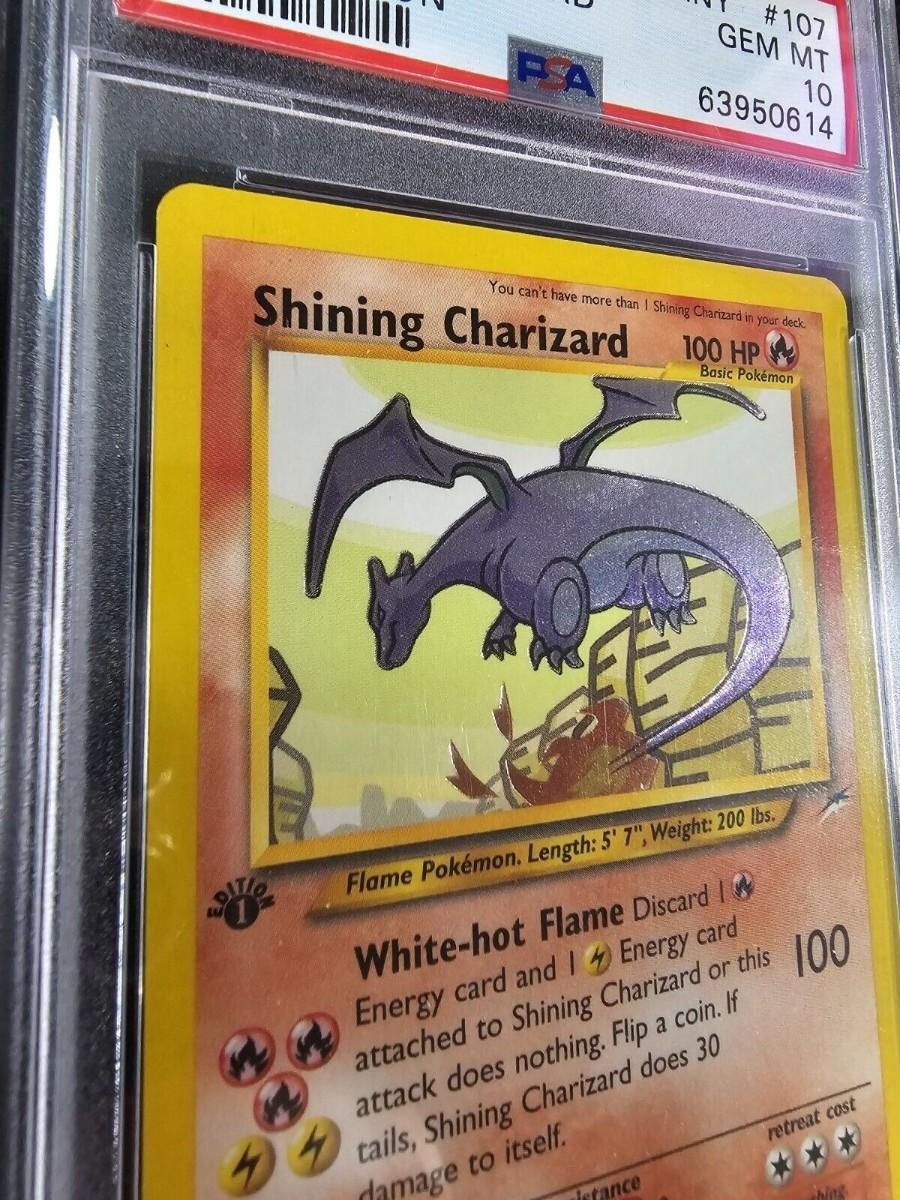 #107
GEM MT
PSA
10
63950614
You can't have more than 1 Shining Charizard in your deck.
Shining Charizard
100 HP
Basic Pokémon
Flame Pokémon. Length: 5' 7", Weight: 200 lbs.
EDITION
1
White-hot Flame Discard 1
Energy card and 1 Energy card
attached to Shining Charizard or this
attack does nothing. Flip a coin. If
tails, Shining Charizard does 30
damage to itself.
100
retreat cost